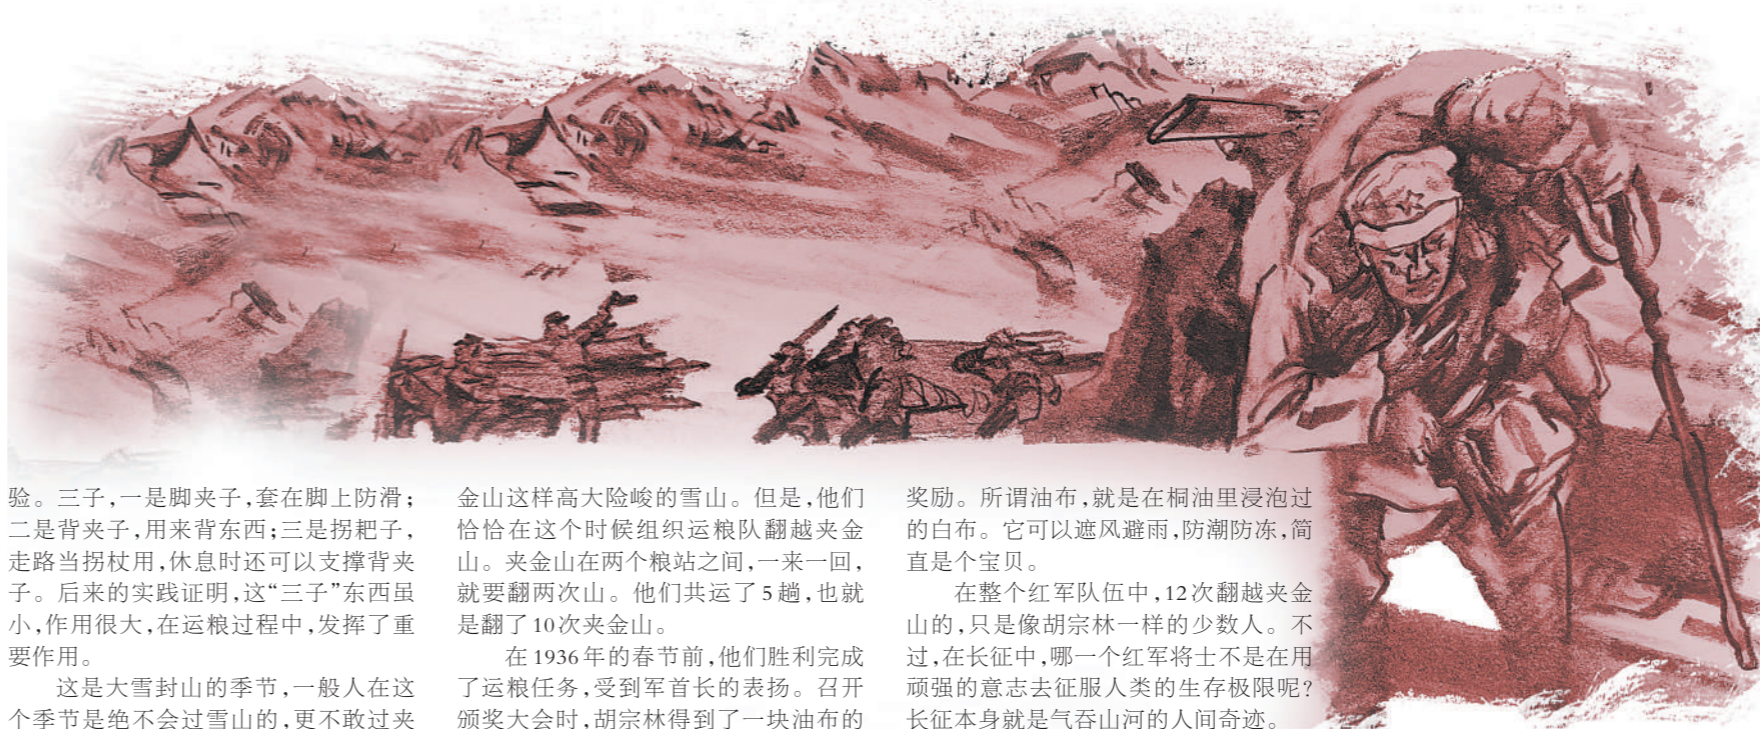 验。三子,一是脚夹子,套在脚上防滑;
二是背夹子,用来背东西;三是拐耙子,
走路当拐杖用,休息时还可以支撑背夹
子。后来的实践证明,这“三子”东西虽
小,作用很大,在运粮过程中,发挥了重
要作用。
这是大雪封山的季节,一般人在这
个季节是绝不会过雪山的,更不敢过夹
金山这样高大险峻的雪山。但是,他们
恰恰在这个时候组织运粮队翻越夹金
山。夹金山在两个粮站之间,一来一回,
就要翻两次山。他们共运了5趟,也就
是翻了10次夹金山。
在1936年的春节前,他们胜利完成
了运粮任务,受到军首长的表扬。召开
颁奖大会时,胡宗林得到了一块油布的
奖励。所谓油布,就是在桐油里浸泡过
的白布。它可以遮风避雨,防潮防冻,简
直是个宝贝。
在整个红军队伍中,12次翻越夹金
山的,只是像胡宗林一样的少数人。不
过,在长征中,哪一个红军将士不是在用
顽强的意志去征服人类的生存极限呢?
长征本身就是气吞山河的人间奇迹。